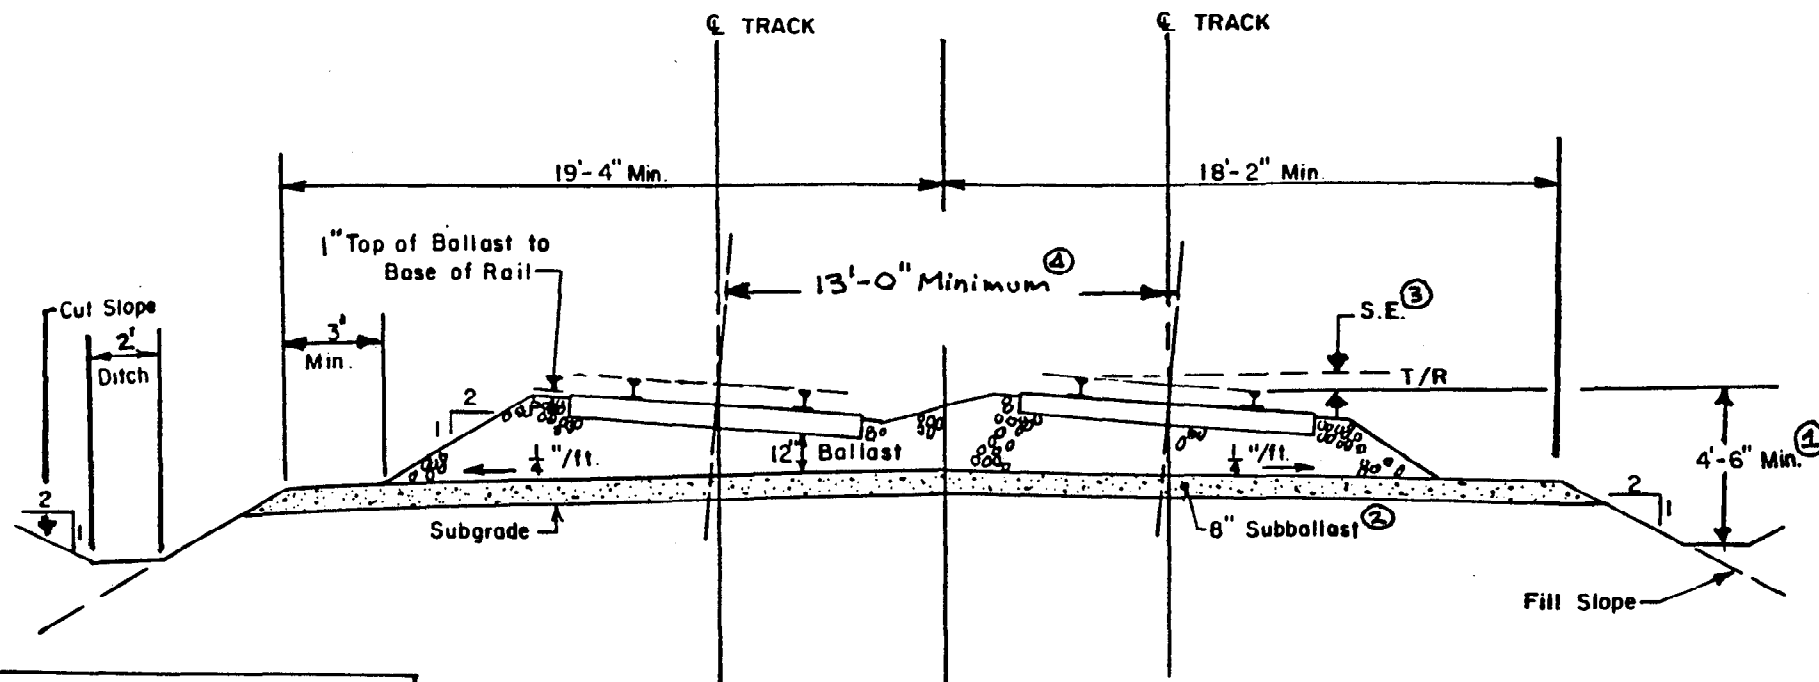 ℄ TRACK
℄ TRACK
19'-4" Min.
18'-2" Min.
1" Top of Ballast to
Base of Rail
13'-0" Minimum ④
S.E. ③
Cut Slope
2'
Ditch
3'
Min.
T/R
2
1
1/4"/ft.
12" Ballast
1/4"/ft.
4'-6" Min. ①
2
1
2
1
Subgrade
8" Subballast ②
Fill Slope